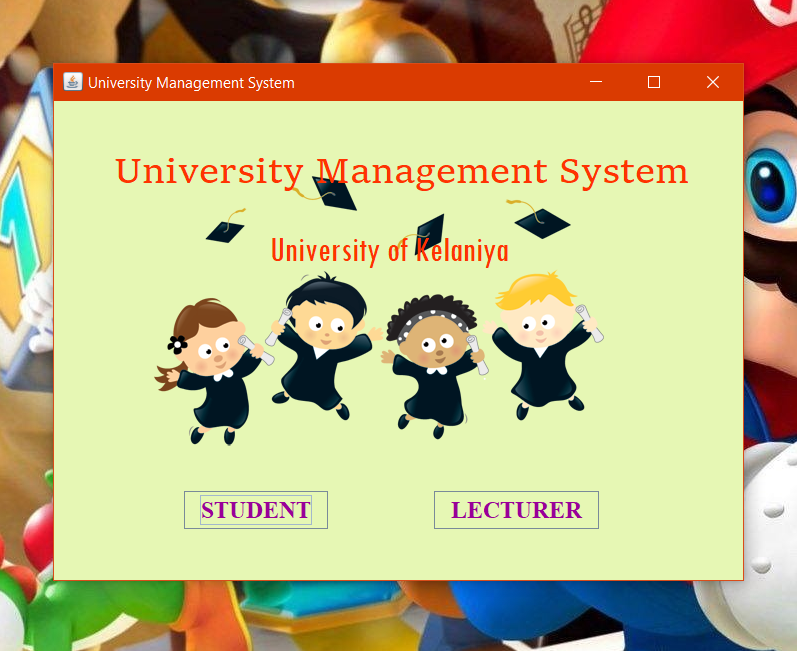 University Management System
University Management System
University of Kelaniya
STUDENT
LECTURER